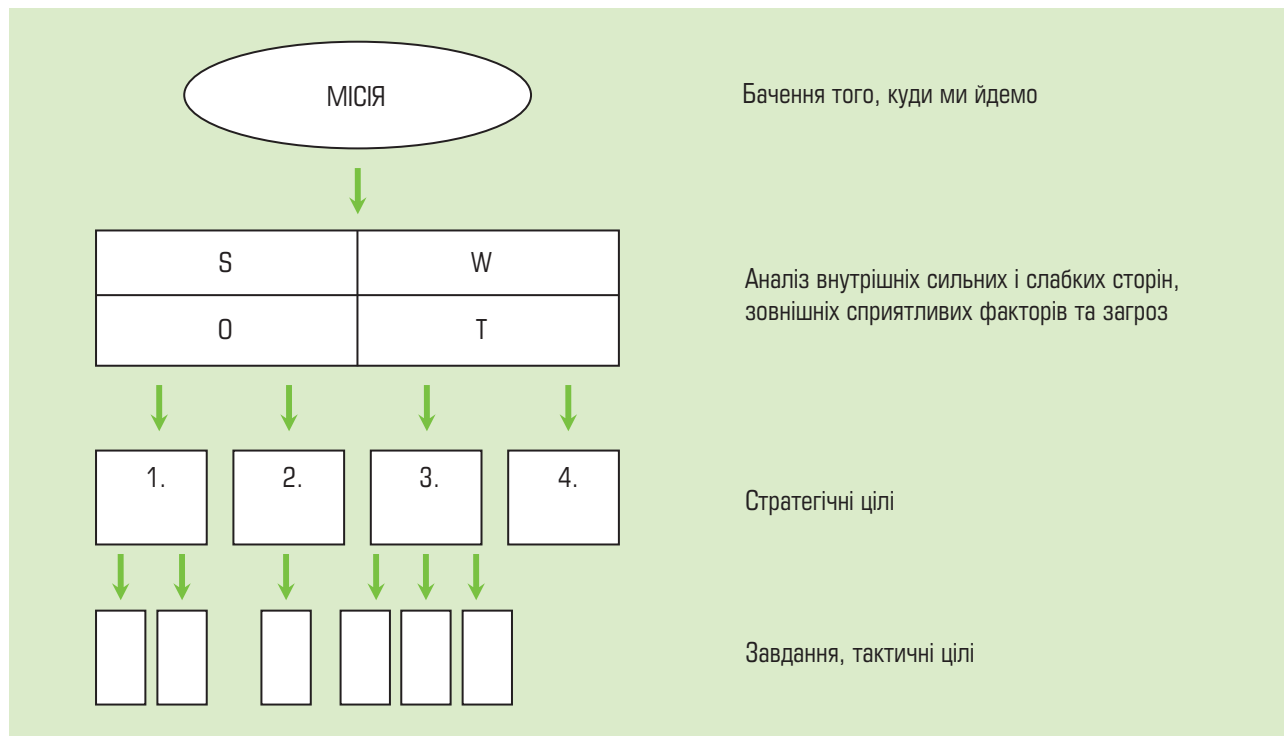 МІСІЯ
Бачення того, куди ми йдемо
S
W
O
T
Аналіз внутрішніх сильних і слабких сторін,
зовнішніх сприятливих факторів та загроз
1.
2.
3.
4.
Стратегічні цілі
Завдання, тактичні цілі